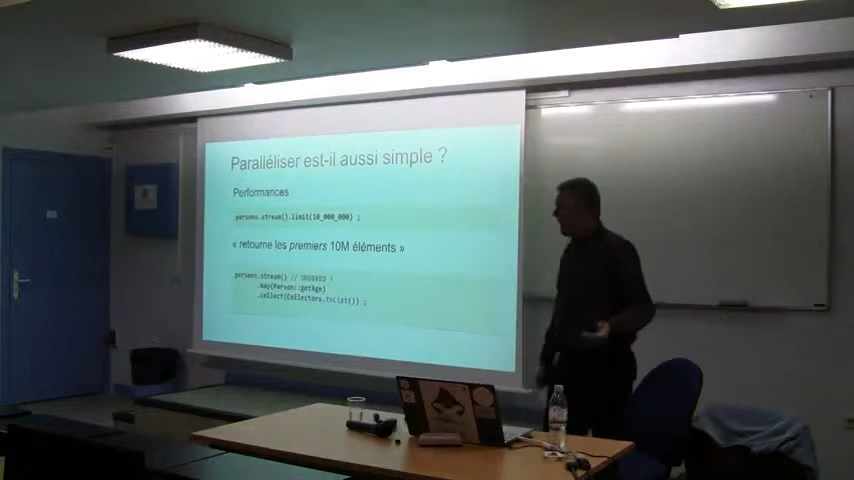 Paralléliser est-il aussi simple ?
Performances
persons.stream().limit(10_000_000) ;
« retourne les premiers 10M éléments »
persons.stream() // ORDERED !
.map(Person::getAge)
.collect(Collectors.toList()) ;